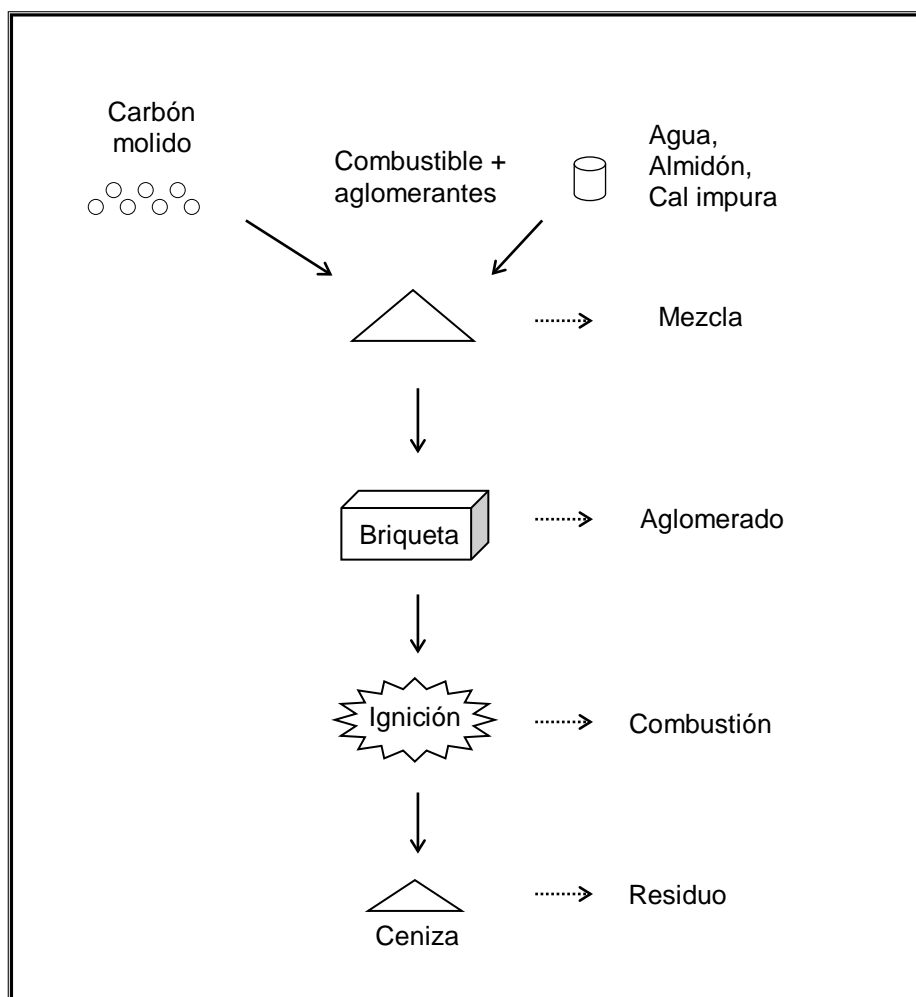 Carbón
molido
Combustible +
aglomerantes
Agua,
Almidón,
Cal impura
Mezcla
Briqueta
Aglomerado
Ignición
Combustión
Residuo
Ceniza